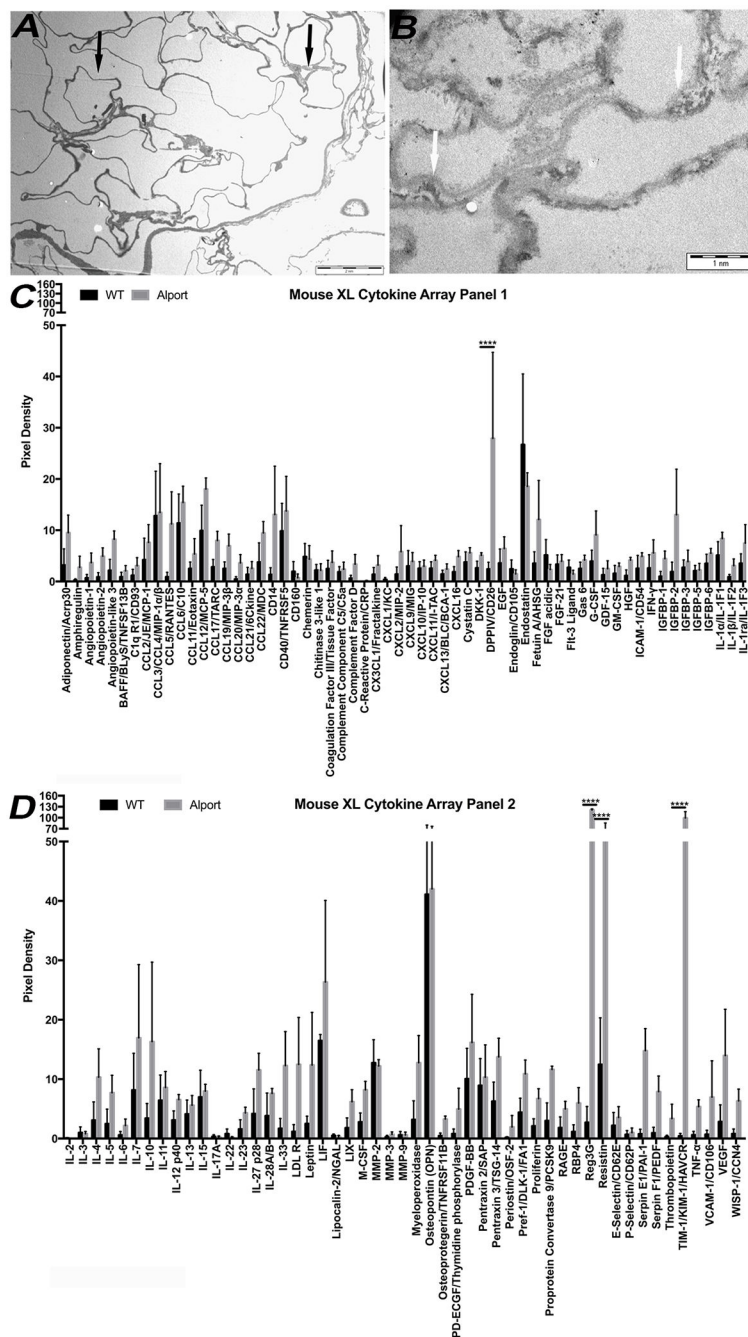 A
B
2 nm
1 nm
C
Mouse XL Cytokine Array Panel 1
WT
Alport
160
130
100
70
50
40
30
20
10
0
Pixel Density
****
Adiponectin/Acrp30
Amphiregulin
Angiopoietin-1
Angiopoietin-2
Angiopoietin-like 3
BAFF/BLyS/TNFSF13B
C1q R1/CD93
CCL2/JE/MCP-1
CCL3/CCL4/MIP-1α/β
CCL5/RANTES
CCL6/C10
CCL11/Eotaxin
CCL12/MCP-5
CCL17/TARC
CCL19/MIP-3β
CCL20/MIP-3α
CCL21/6Ckine
CCL22/MDC
CD14
CD40/TNFRSF5
CD160
Chemerin
Chitinase 3-like 1
Coagulation Factor III/Tissue Factor
Complement Component C5/C5a
Complement Factor D
C-Reactive Protein/CRP
CX3CL1/Fractalkine
CXCL1/KC
CXCL2/MIP-2
CXCL9/MIG
CXCL10/IP-10
CXCL11/I-TAC
CXCL13/BLC/BCA-1
CXCL16
Cystatin C
DKK-1
DPPIV/CD26
EGF
Endoglin/CD105
Endostatin
Fetuin A/AHSG
FGF acidic
FGF-21
Flt-3 Ligand
Gas 6
G-CSF
GDF-15
GM-CSF
HGF
ICAM-1/CD54
IFN-γ
IGFBP-1
IGFBP-2
IGFBP-3
IGFBP-5
IGFBP-6
IL-1α/IL-1F1
IL-1β/IL-1F2
IL-1ra/IL-1F3
D
Mouse XL Cytokine Array Panel 2
WT
Alport
160
130
100
70
50
40
30
20
10
0
Pixel Density
****
****
****
IL-2
IL-3
IL-4
IL-5
IL-6
IL-7
IL-10
IL-11
IL-12 p40
IL-13
IL-15
IL-17A
IL-22
IL-23
IL-27 p28
IL-28A/B
IL-33
LDL R
Leptin
LIF
Lipocalin-2/NGAL
LIX
M-CSF
MMP-2
MMP-3
MMP-9
Myeloperoxidase
Osteopontin (OPN)
Osteoprotegerin/TNFRSF11B
PD-ECGF/Thymidine phosphorylase
PDGF-BB
Pentraxin 2/SAP
Pentraxin 3/TSG-14
Periostin/OSF-2
Pref-1/DLK-1/FA1
Proliferin
Proprotein Convertase 9/PCSK9
RAGE
RBP4
Reg3G
Resistin
E-Selectin/CD62E
P-Selectin/CD62P
Serpin E1/PAI-1
Serpin F1/PEDF
Thrombopoietin
TIM-1/KIM-1/HAVCR
TNF-α
VCAM-1/CD106
VEGF
WISP-1/CCN4